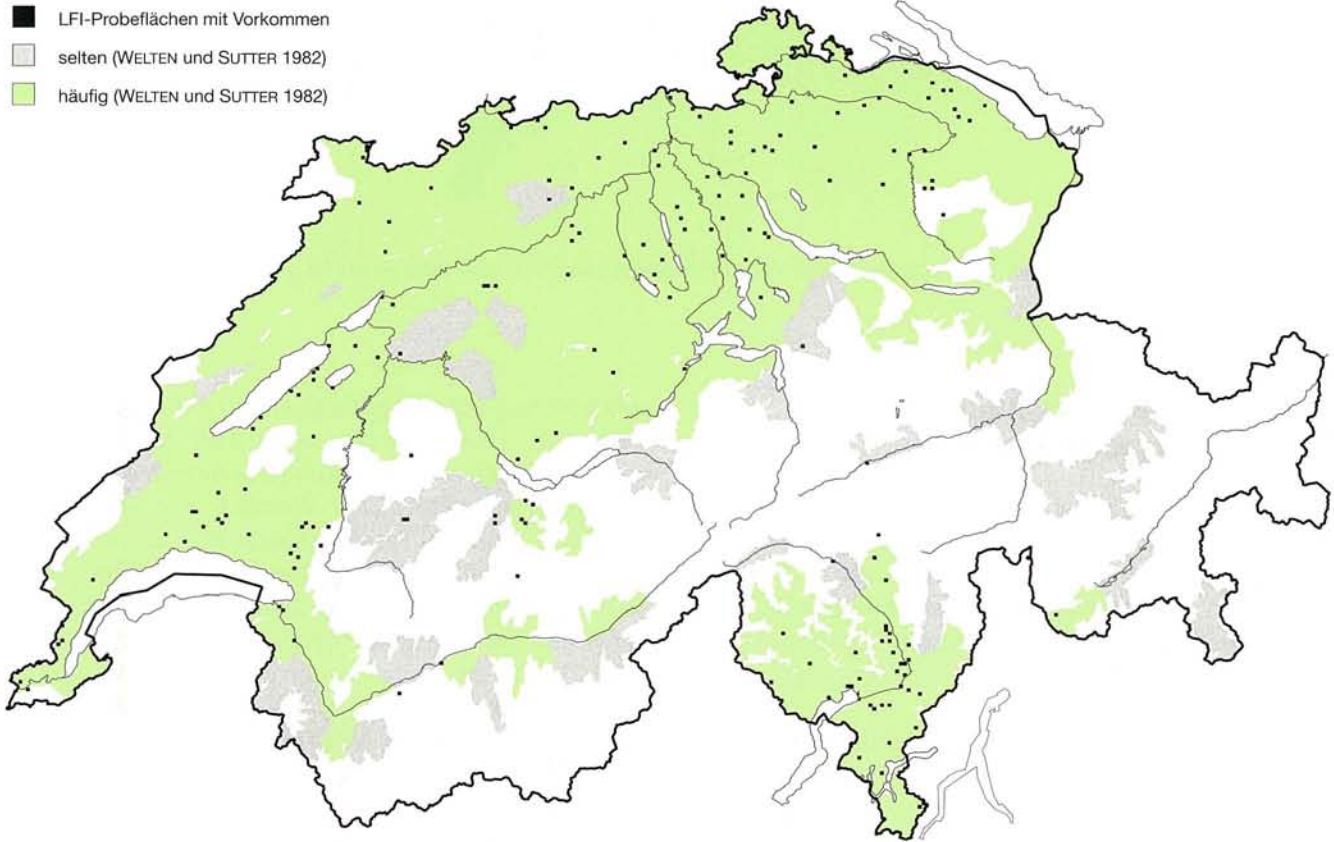 LFI-Probeflächen mit Vorkommen
selten (WELTEN und SUTTER 1982)
häufig (WELTEN und SUTTER 1982)